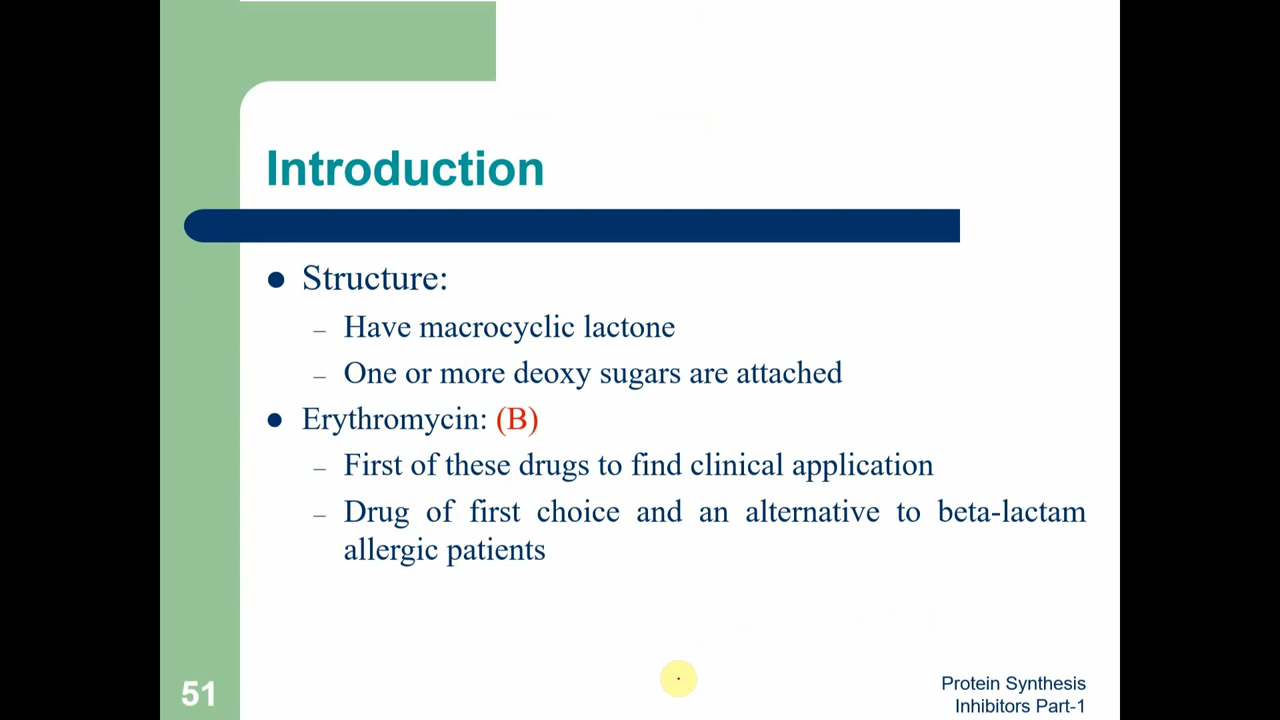 Introduction
● Structure:
– Have macrocyclic lactone
– One or more deoxy sugars are attached
● Erythromycin: (B)
– First of these drugs to find clinical application
– Drug of first choice and an alternative to beta-lactam
allergic patients
51
Protein Synthesis
Inhibitors Part-1